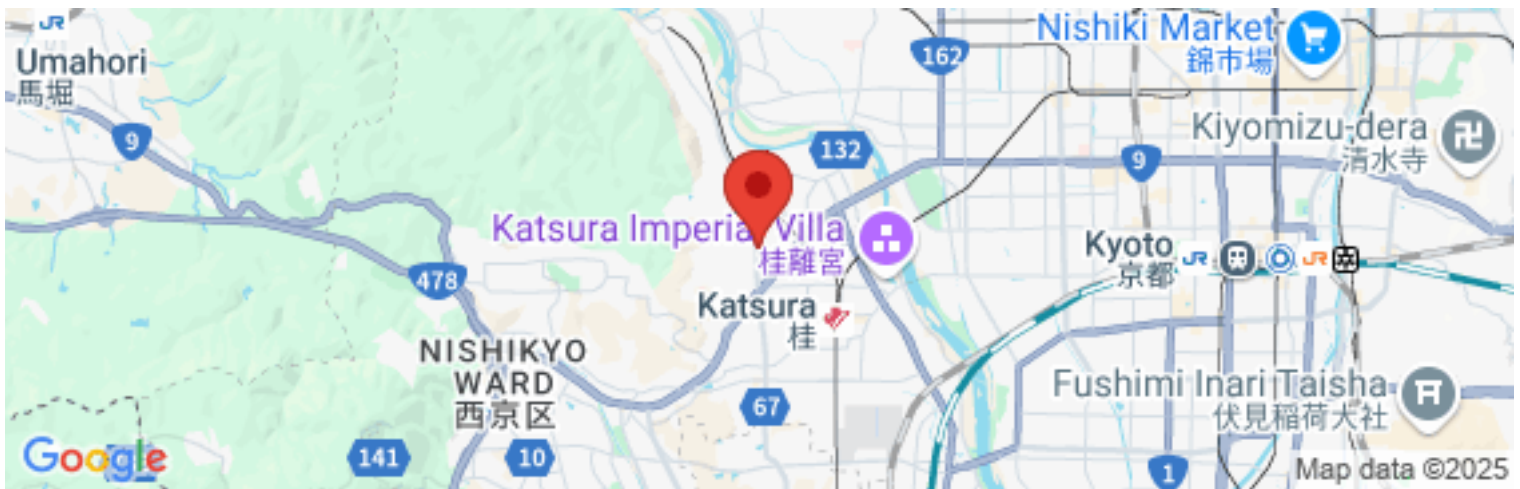 JR
Umahori
馬堀
9
478
NISHIKYO
WARD
西京区
141
10
67
Katsura Imperial Villa
桂離宮
Katsura
桂
132
162
9
Nishiki Market
錦市場
Kiyomizu-dera
清水寺
Kyoto
京都
JR
JR
Fushimi Inari Taisha
伏見稲荷大社
1
Google
Map data ©2025